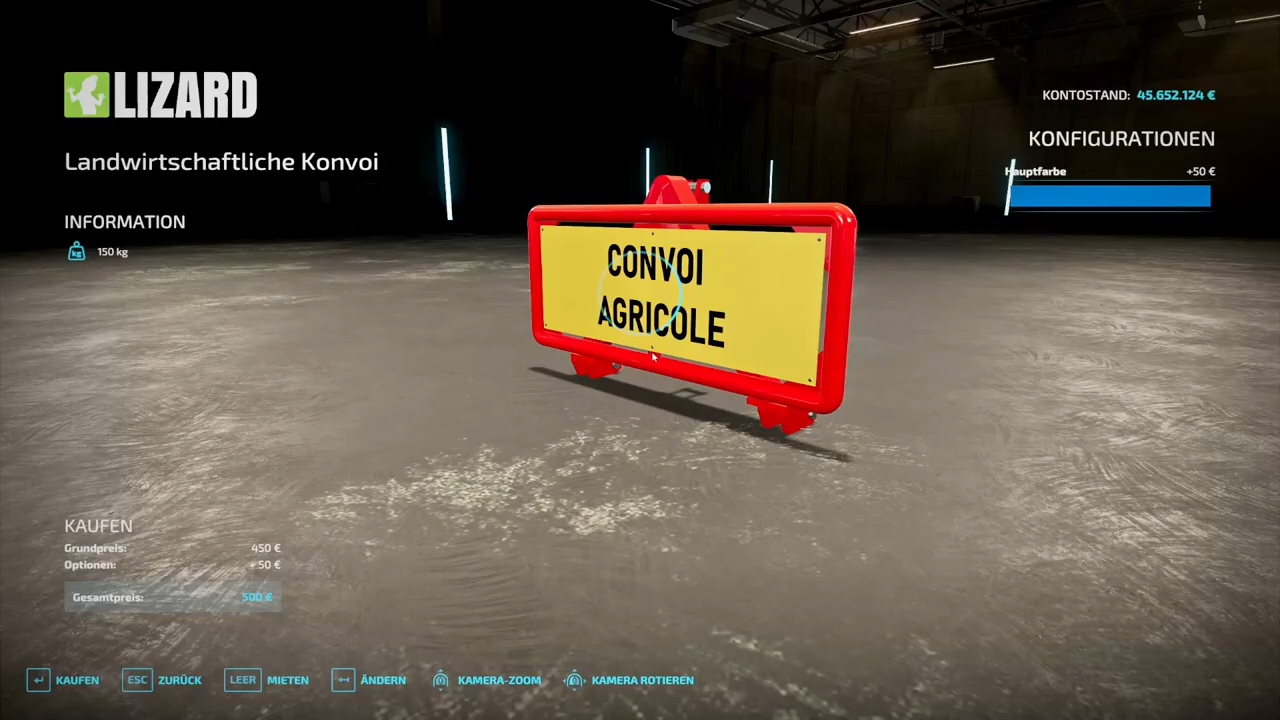 LIZARD
Landwirtschaftliche Konvoi
INFORMATION
kg 150 kg
KONTOSTAND: 45.652.124 €
KONFIGURATIONEN
Hauptfarbe +50 €
CONVOI
AGRICOLE
KAUFEN
Grundpreis: 450 €
Optionen: + 50 €
Gesamtpreis: 500 €
KAUFEN ESC ZURÜCK LEER MIETEN ÄNDERN KAMERA-ZOOM KAMERA ROTIEREN